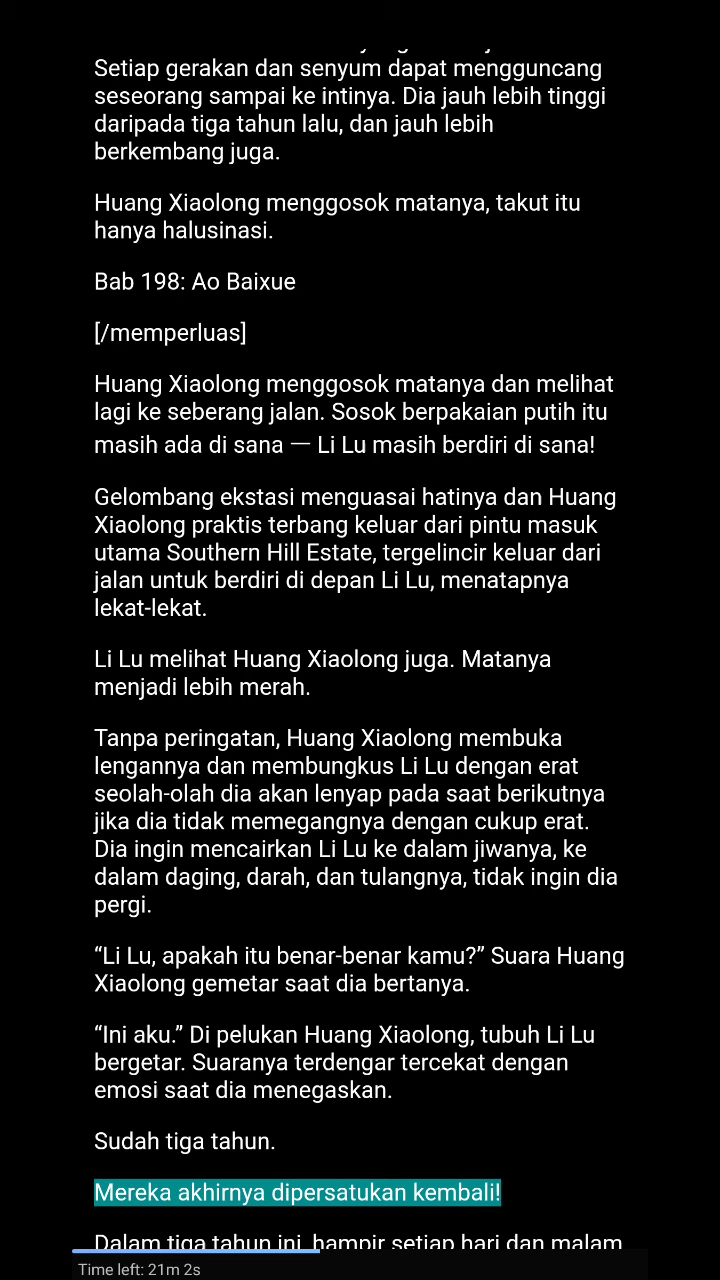 Setiap gerakan dan senyum dapat mengguncang
seseorang sampai ke intinya. Dia jauh lebih tinggi
daripada tiga tahun lalu, dan jauh lebih
berkembang juga.
Huang Xiaolong menggosok matanya, takut itu
hanya halusinasi.
Bab 198: Ao Baixue
[/memperluas]
Huang Xiaolong menggosok matanya dan melihat
lagi ke seberang jalan. Sosok berpakaian putih itu
masih ada di sana — Li Lu masih berdiri di sana!
Gelombang ekstasi menguasai hatinya dan Huang
Xiaolong praktis terbang keluar dari pintu masuk
utama Southern Hill Estate, tergelincir keluar dari
jalan untuk berdiri di depan Li Lu, menatapnya
lekat-lekat.
Li Lu melihat Huang Xiaolong juga. Matanya
menjadi lebih merah.
Tanpa peringatan, Huang Xiaolong membuka
lengannya dan membungkus Li Lu dengan erat
seolah-olah dia akan lenyap pada saat berikutnya
jika dia tidak memegangnya dengan cukup erat.
Dia ingin mencairkan Li Lu ke dalam jiwanya, ke
dalam daging, darah, dan tulangnya, tidak ingin dia
pergi.
“Li Lu, apakah itu benar-benar kamu?” Suara Huang
Xiaolong gemetar saat dia bertanya.
“Ini aku.” Di pelukan Huang Xiaolong, tubuh Li Lu
bergetar. Suaranya terdengar tercekat dengan
emosi saat dia menegaskan.
Sudah tiga tahun.
Mereka akhirnya dipersatukan kembali!
Dalam tiga tahun ini, hampir setiap hari dan malam
Time left: 21m 2s